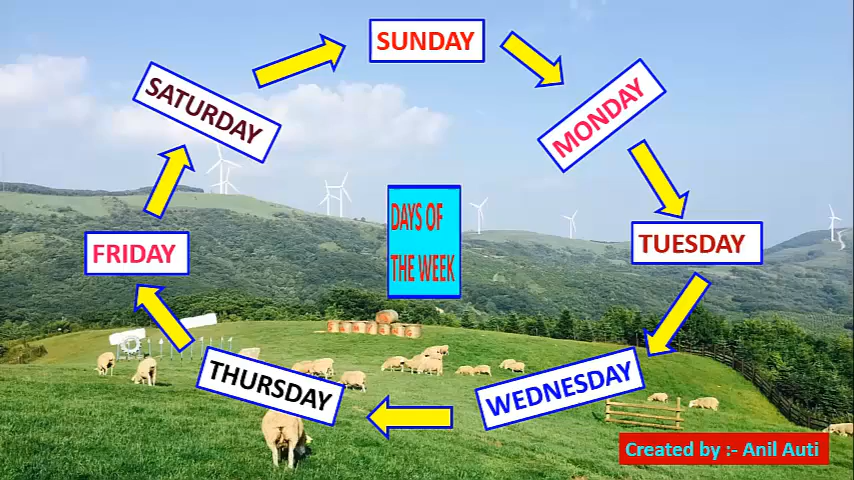 SUNDAY
MONDAY
TUESDAY
WEDNESDAY
THURSDAY
FRIDAY
SATURDAY
DAYS OF
THE WEEK
Created by :- Anil Auti